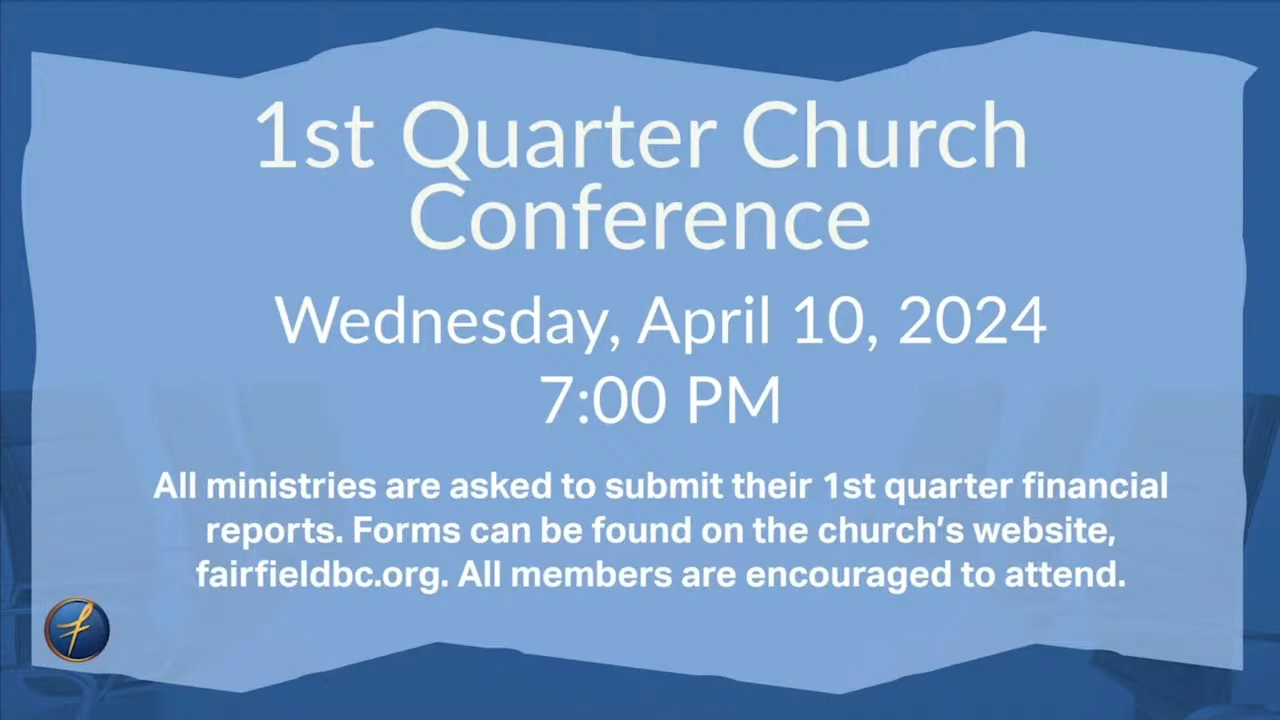 1st Quarter Church
Conference
Wednesday, April 10, 2024
7:00 PM
All ministries are asked to submit their 1st quarter financial
reports. Forms can be found on the church's website,
fairfieldbc.org. All members are encouraged to attend.